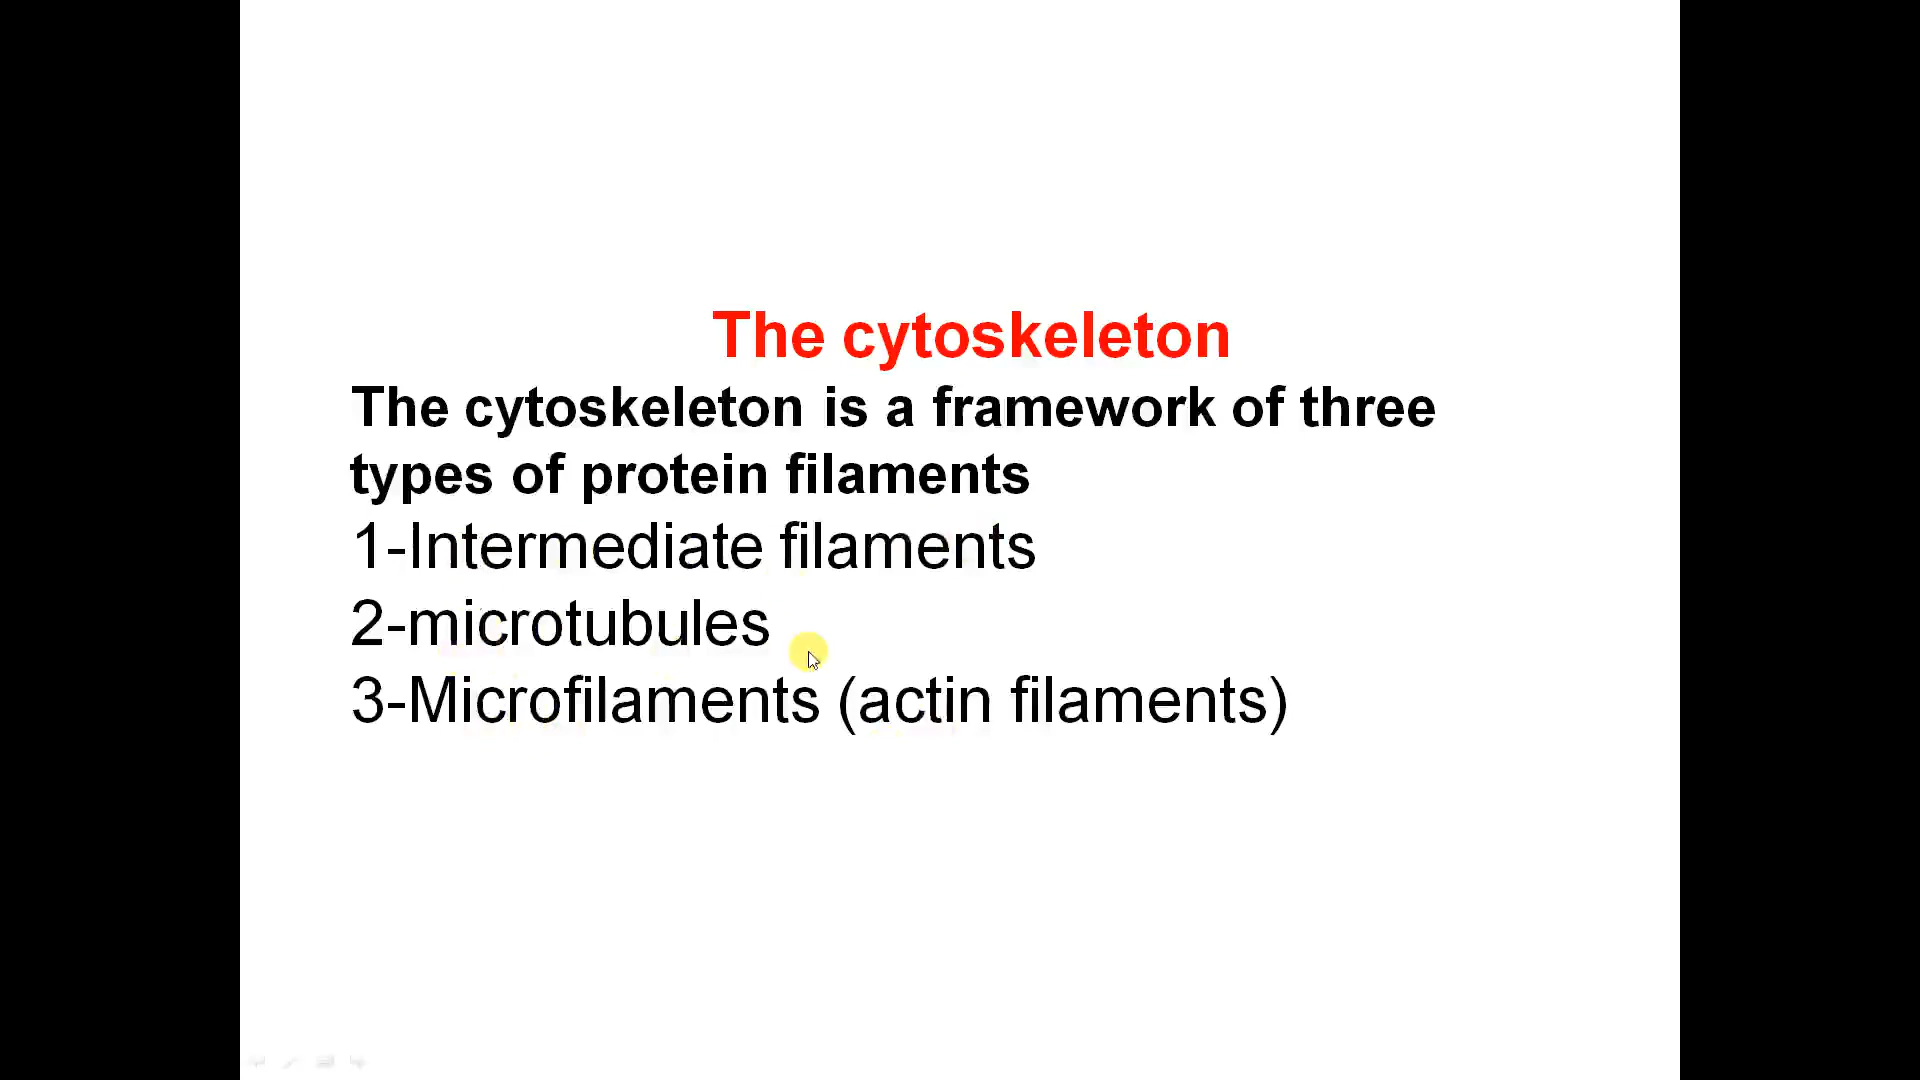 The cytoskeleton
The cytoskeleton is a framework of three
types of protein filaments
1-Intermediate filaments
2-microtubules
3-Microfilaments (actin filaments)